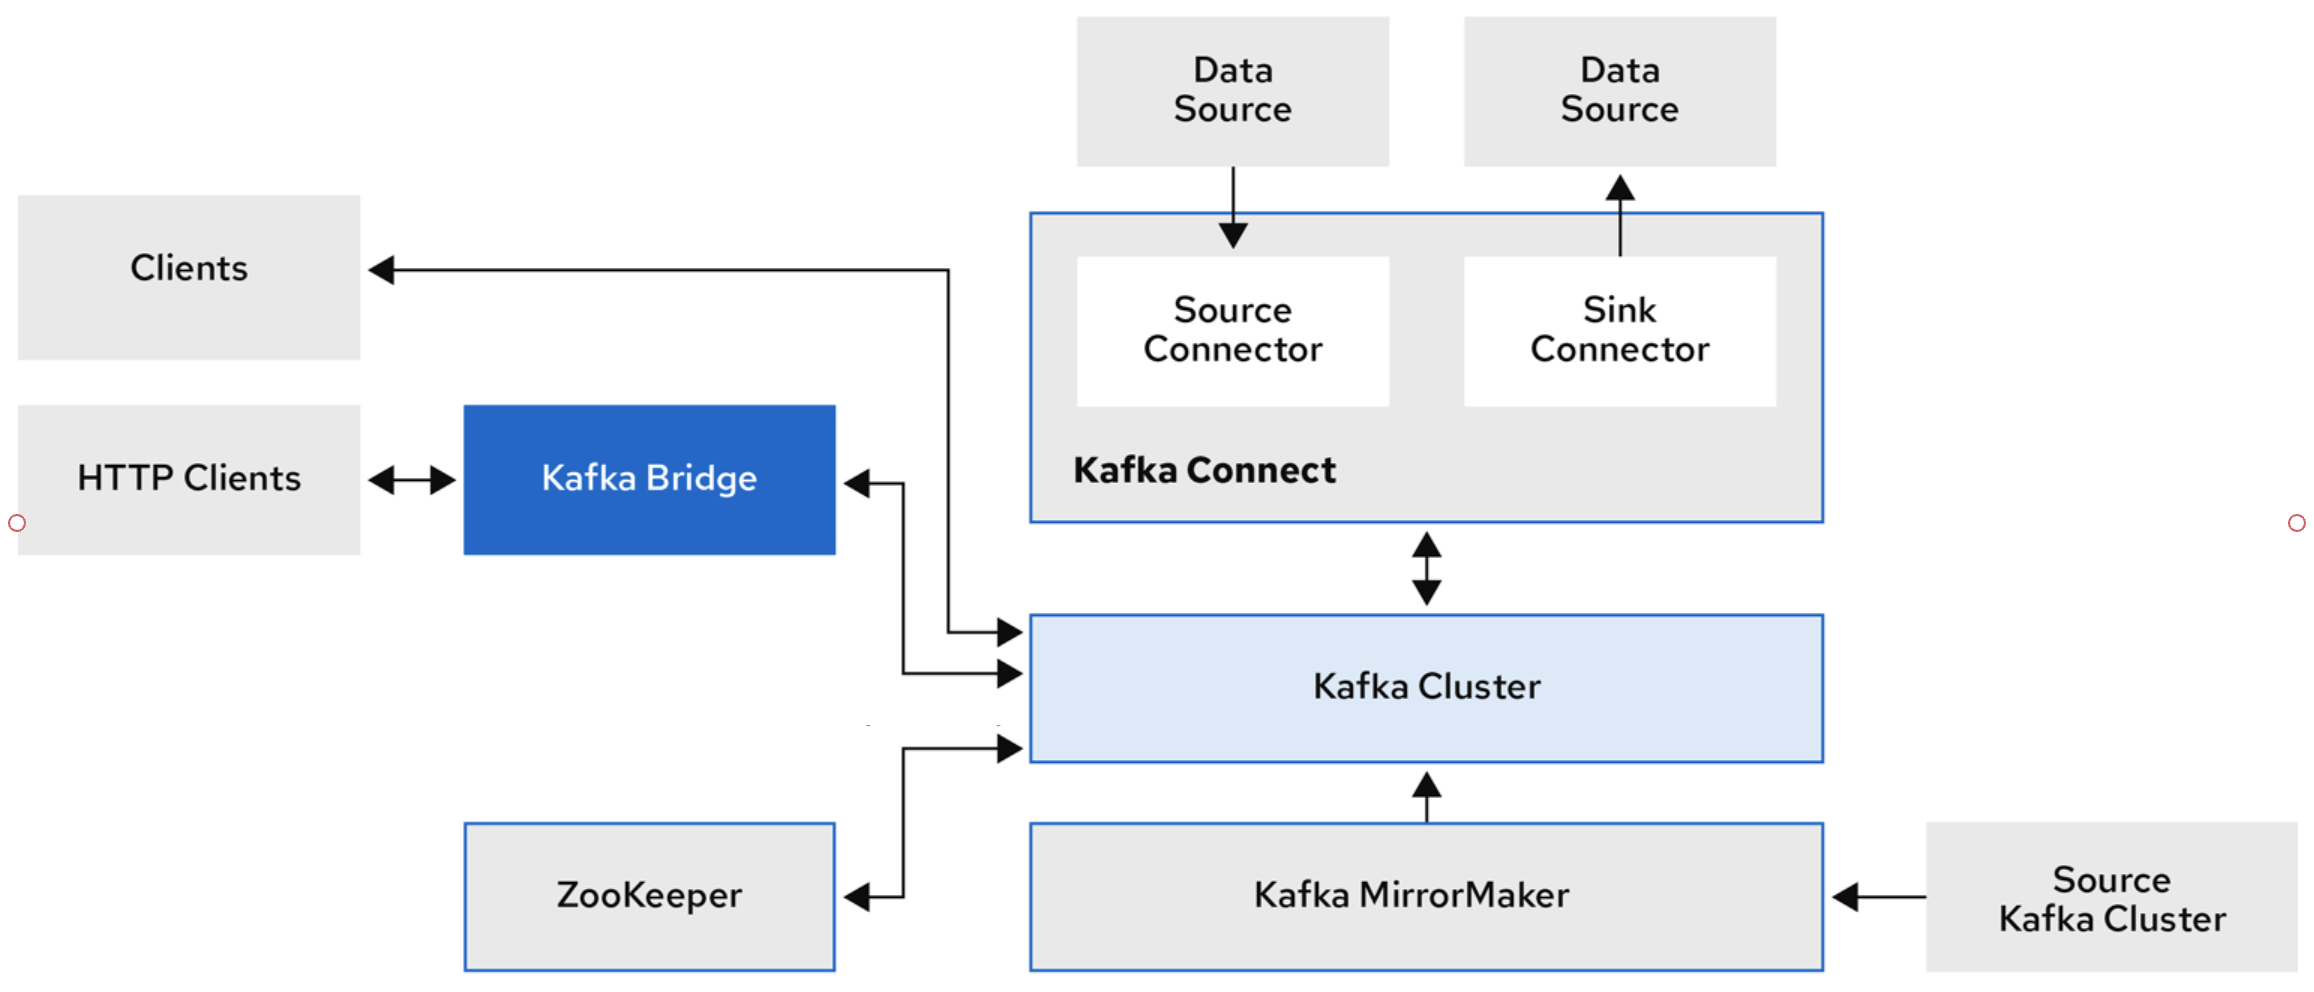 Data
Source
Data
Source
Clients
Source
Connector
Sink
Connector
HTTP Clients
Kafka Bridge
Kafka Connect
Kafka Cluster
ZooKeeper
Kafka MirrorMaker
Source
Kafka Cluster